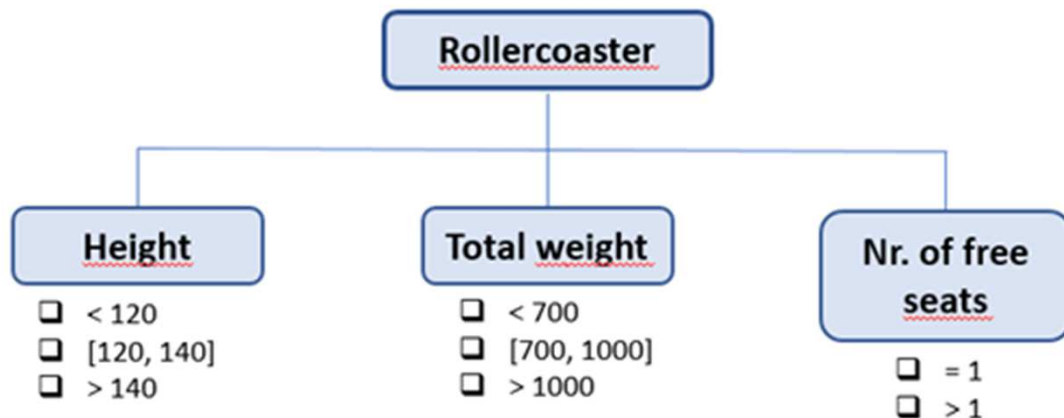 Rollercoaster
Height
< 120
[120, 140]
> 140
Total weight
< 700
[700, 1000]
> 1000
Nr. of free
seats
= 1
> 1